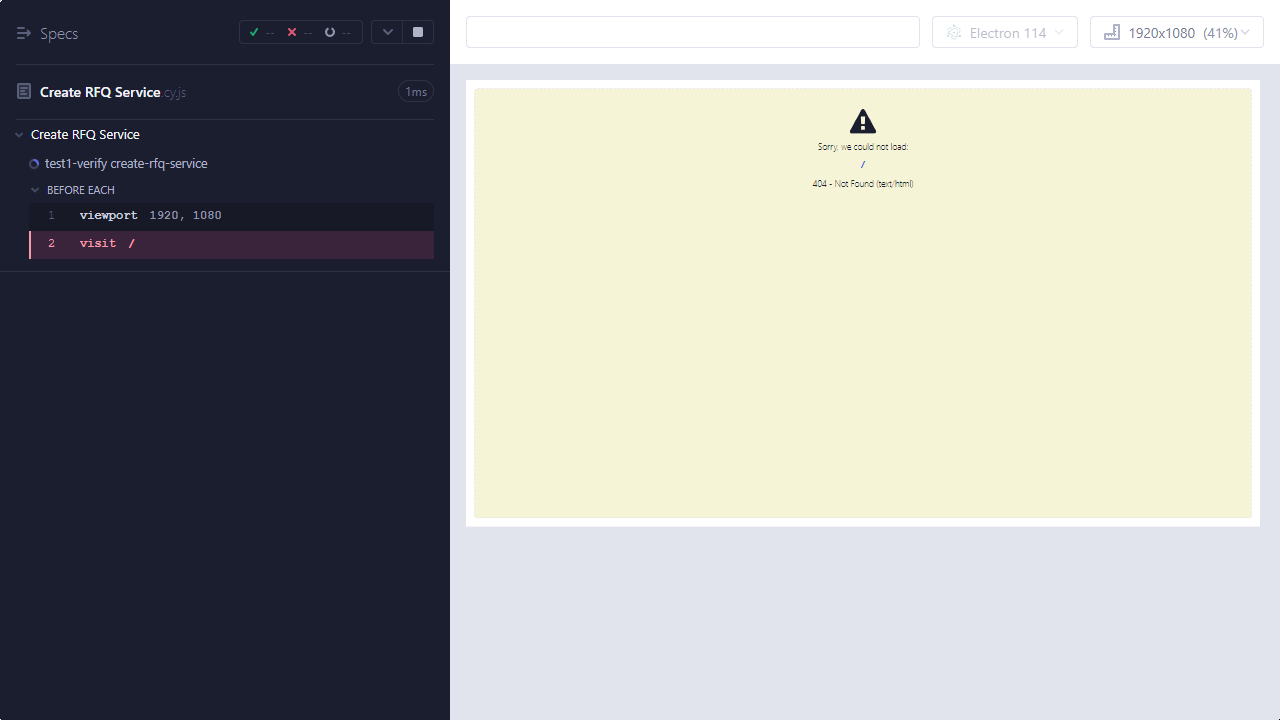 Specs
-- -- --
Create RFQ Service.cy.js 1ms
Create RFQ Service
test1-verify create-rfq-service
BEFORE EACH
1 viewport 1920, 1080
2 visit /
Electron 114
1920x1080 (41%)
Sorry, we could not load:
/
404 - Not Found (text/html)